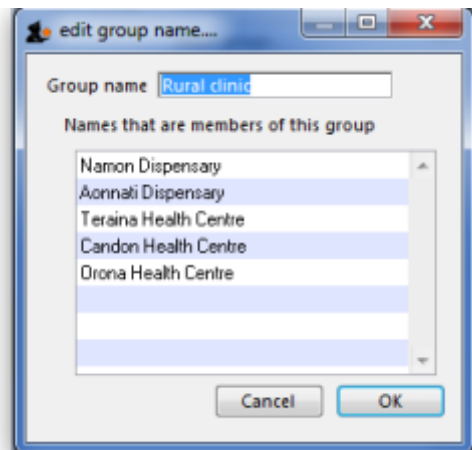 edit group name....
Group name Rural clinic
Names that are members of this group
Namon Dispensary
Aonnati Dispensary
Teraina Health Centre
Candon Health Centre
Orona Health Centre
Cancel OK